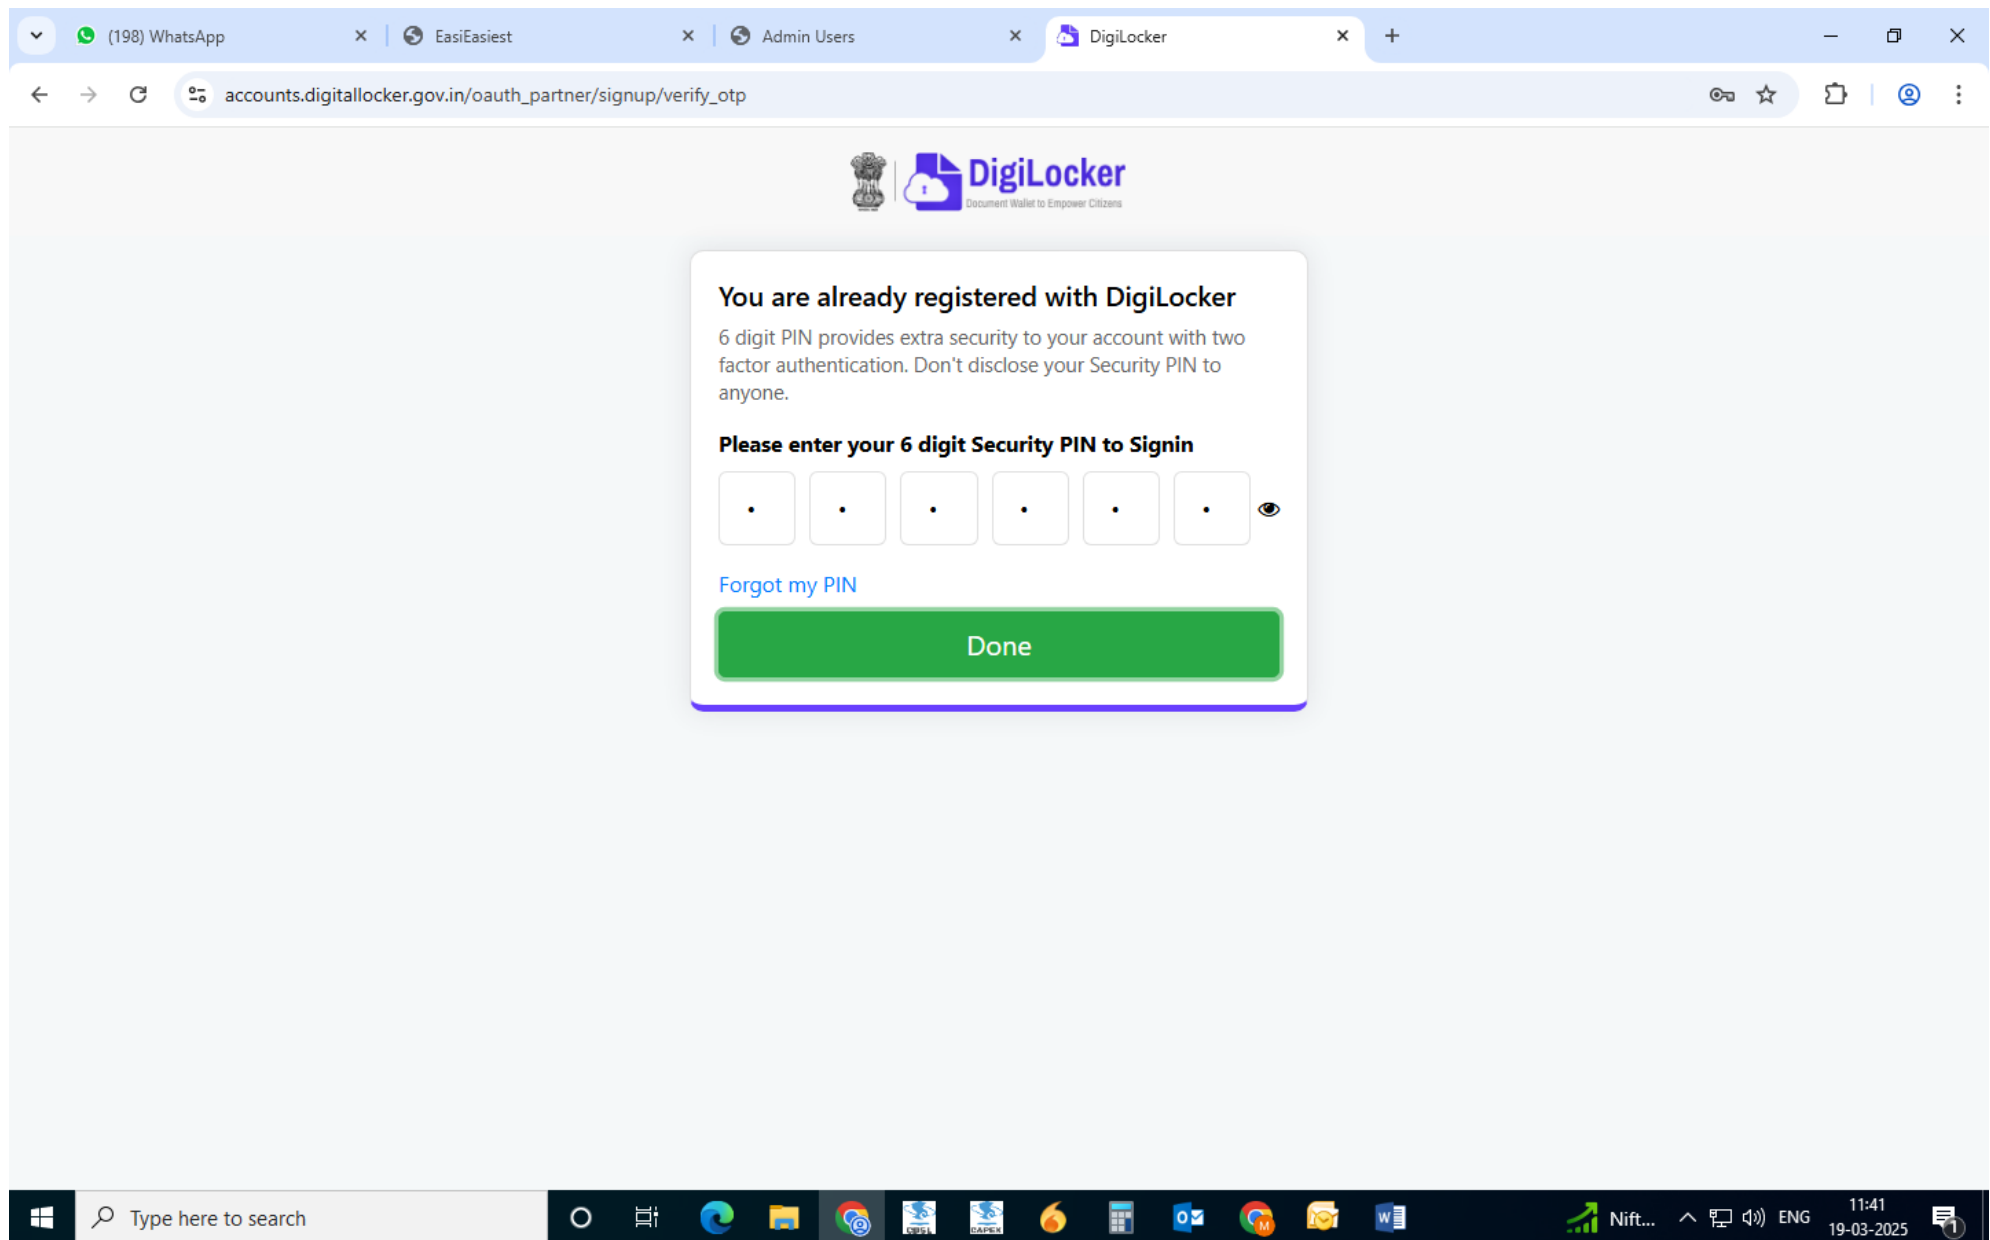 (198) WhatsApp
EasiEasiest
Admin Users
DigiLocker
accounts.digitallocker.gov.in/oauth_partner/signup/verify_otp
DigiLocker
Document Wallet to Empower Citizens
You are already registered with DigiLocker
6 digit PIN provides extra security to your account with two
factor authentication. Don't disclose your Security PIN to
anyone.
Please enter your 6 digit Security PIN to Signin
Forgot my PIN
Done
Type here to search
CAPEX
Nift...
ENG
11:41
19-03-2025
1